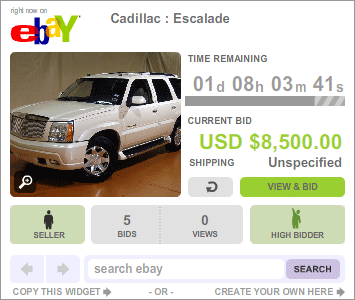 right now on
ebaY
Cadillac : Escalade
TIME REMAINING
01d 08h 03m 41s
CURRENT BID
USD $8,500.00
SHIPPING Unspecified
VIEW & BID
SELLER
5
BIDS
0
VIEWS
HIGH BIDDER
search ebay
SEARCH
COPY THIS WIDGET - OR - CREATE YOUR OWN HERE